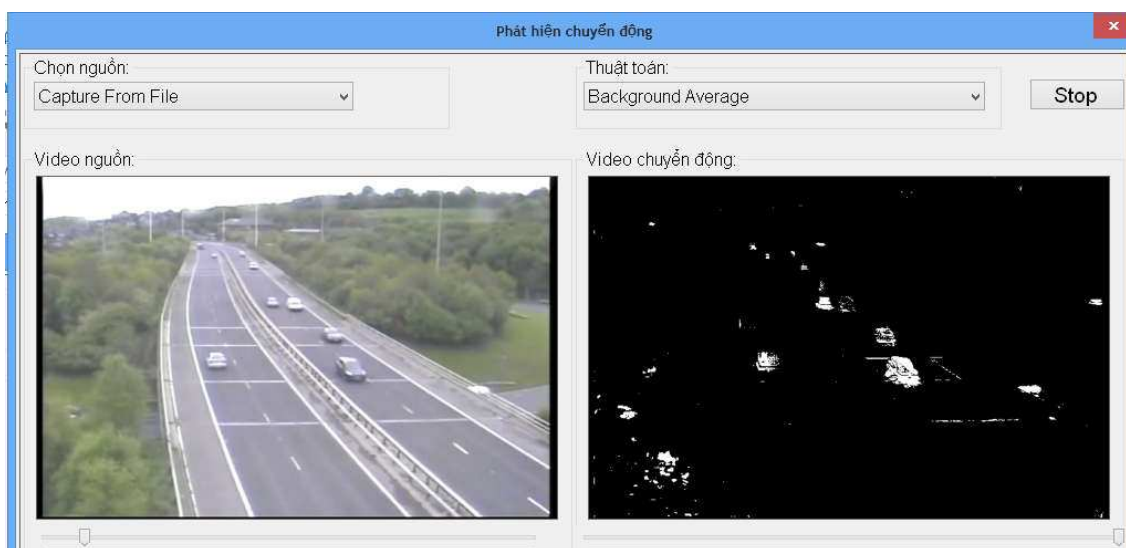 Phát hiện chuyển động
Chọn nguồn:
Capture From File
Thuật toán:
Background Average
Stop
Video nguồn:
Video chuyển động: